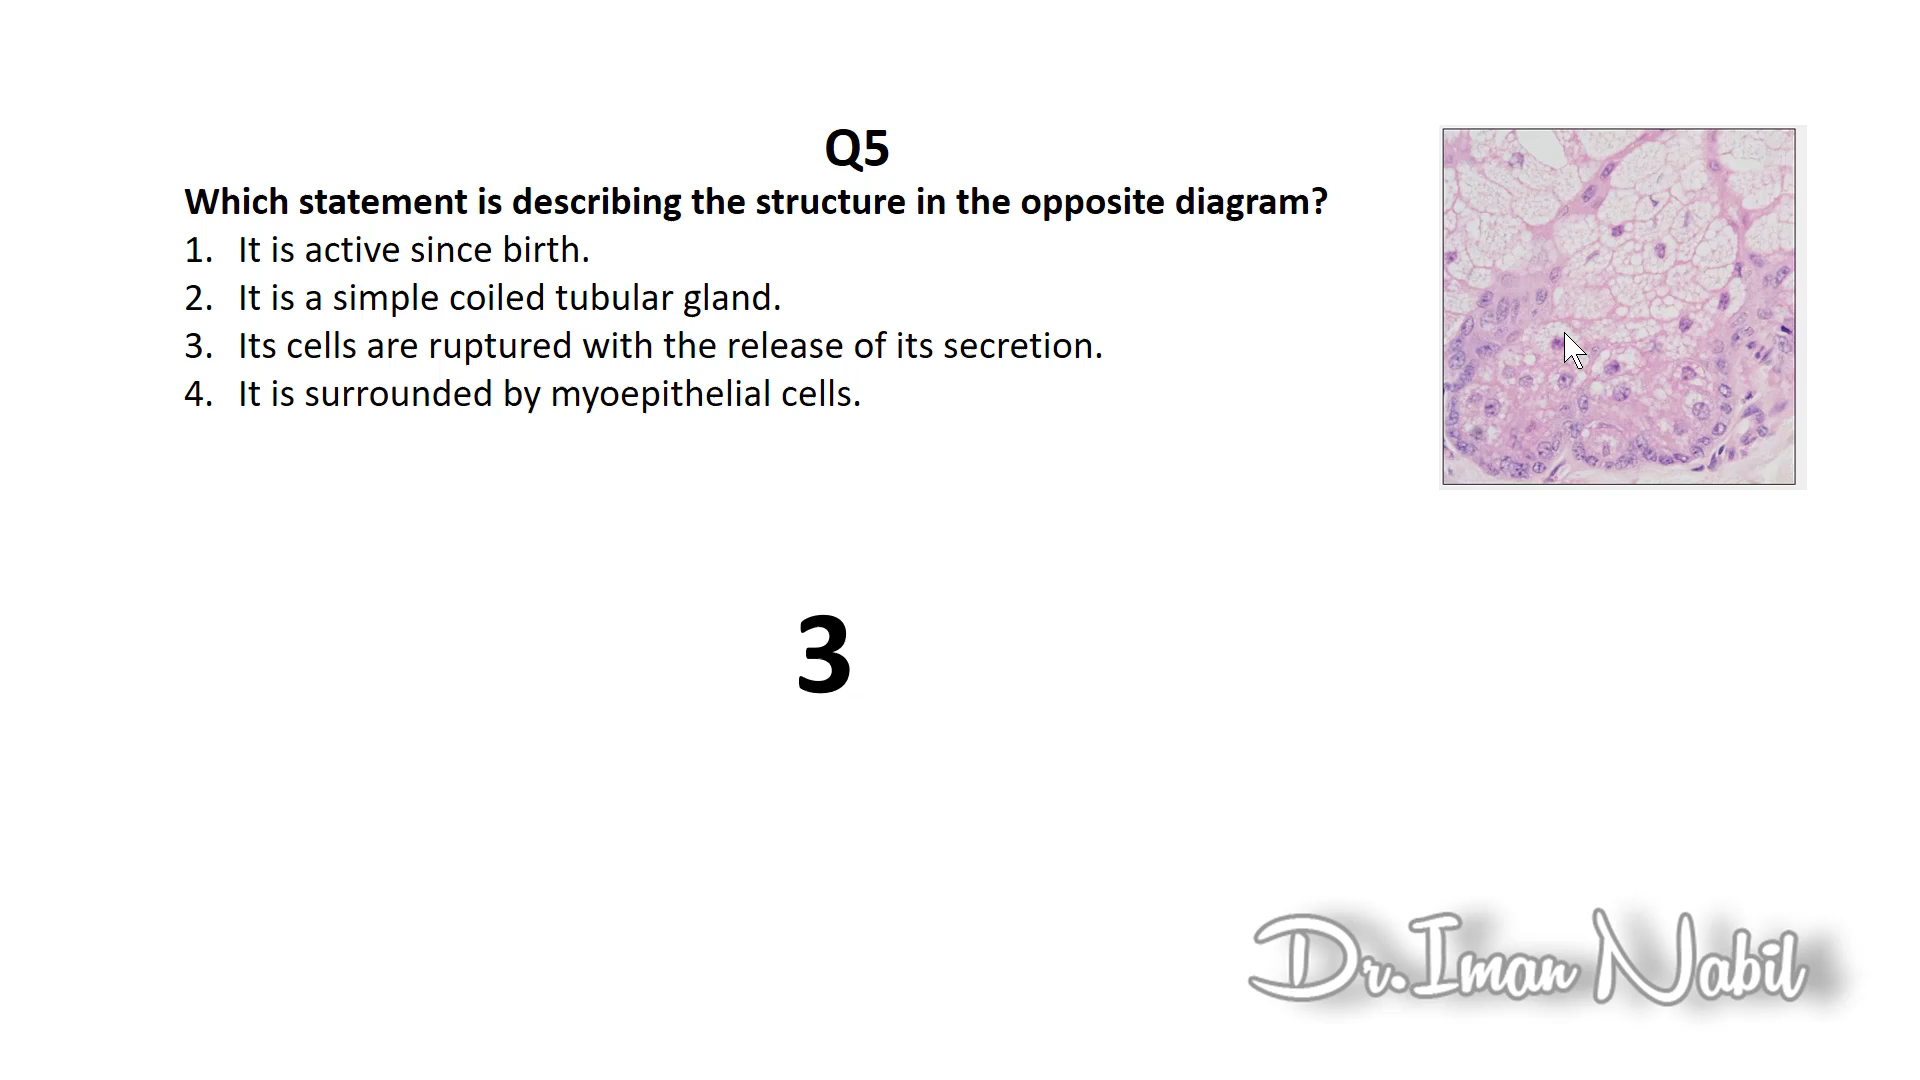 Q5
Which statement is describing the structure in the opposite diagram?
1. It is active since birth.
2. It is a simple coiled tubular gland.
3. Its cells are ruptured with the release of its secretion.
4. It is surrounded by myoepithelial cells.
3
Dr.Iman Nabil